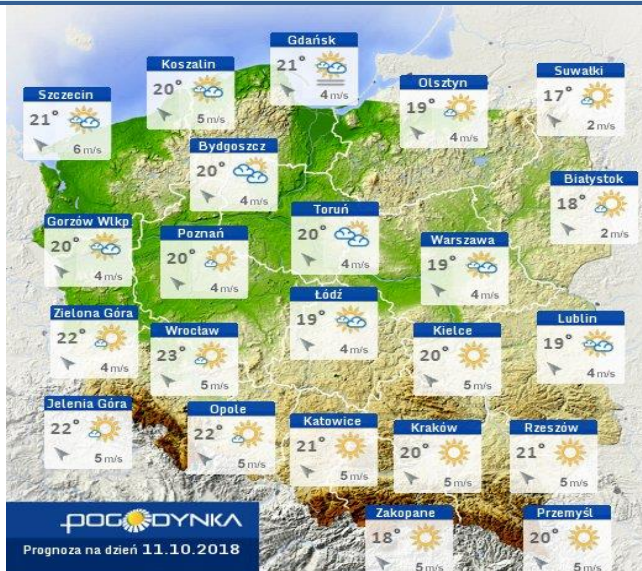 Gdańsk
21°
4 m/s
Koszalin
20°
5 m/s
Suwałki
17°
2 m/s
Olsztyn
19°
4 m/s
Szczecin
21°
6 m/s
Bydgoszcz
20°
4 m/s
Białystok
18°
2 m/s
Toruń
20°
4 m/s
Gorzów Wlkp
20°
4 m/s
Poznań
20°
4 m/s
Warszawa
19°
4 m/s
Łódź
19°
4 m/s
Zielona Góra
22°
4 m/s
Wrocław
23°
5 m/s
Kielce
20°
5 m/s
Lublin
19°
4 m/s
Jelenia Góra
22°
5 m/s
Opole
22°
5 m/s
Katowice
21°
5 m/s
Kraków
20°
5 m/s
Rzeszów
21°
5 m/s
Zakopane
18°
5 m/s
Przemyśl
20°
5 m/s
POGODYNKA
Prognoza na dzień 11.10.2018